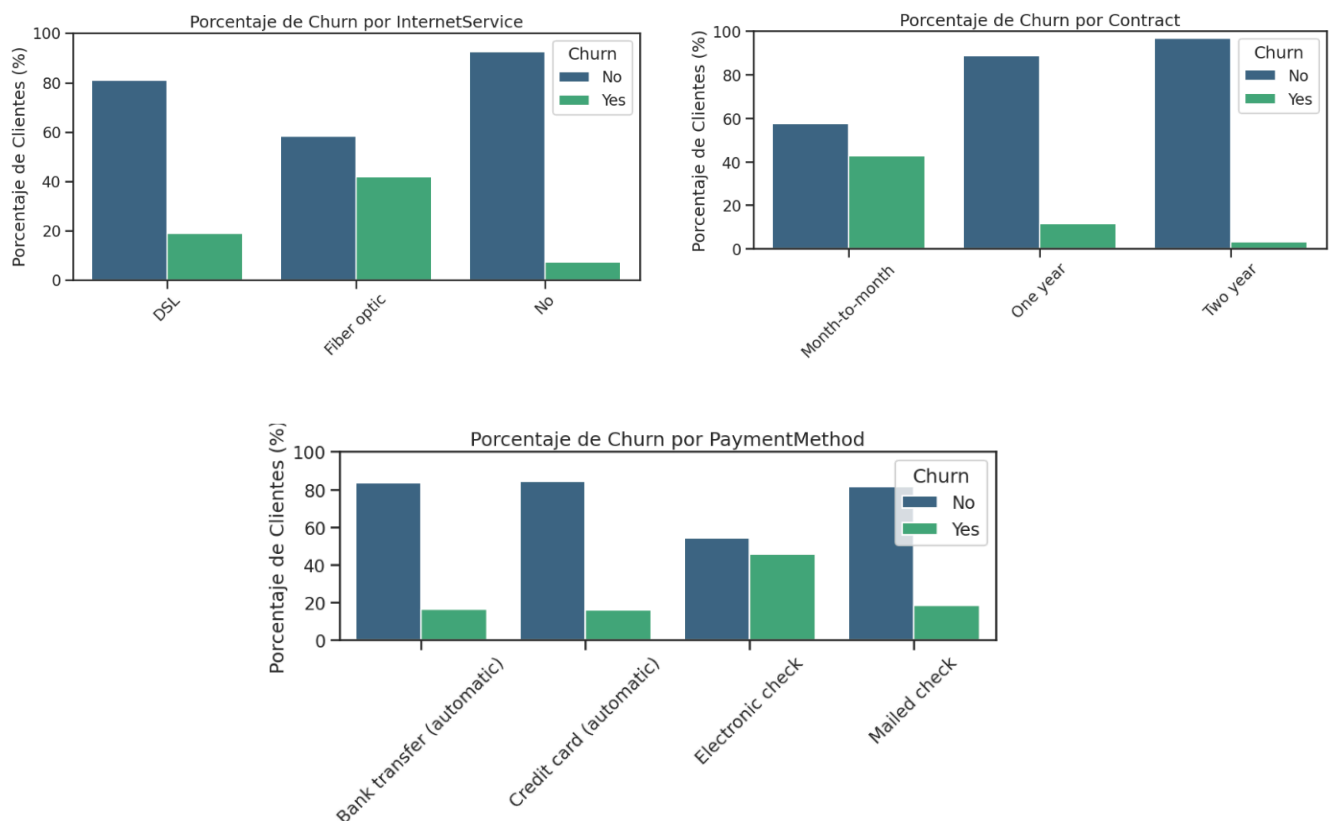 Porcentaje de Churn por InternetService
Porcentaje de Clientes (%)
100
80
60
40
20
0
Churn
No
Yes
DSL
Fiber optic
No
Porcentaje de Churn por Contract
Porcentaje de Clientes (%)
100
80
60
40
20
0
Churn
No
Yes
Month-to-month
One year
Two year
Porcentaje de Churn por PaymentMethod
Porcentaje de Clientes (%)
100
80
60
40
20
0
Churn
No
Yes
Bank transfer (automatic)
Credit card (automatic)
Electronic check
Mailed check